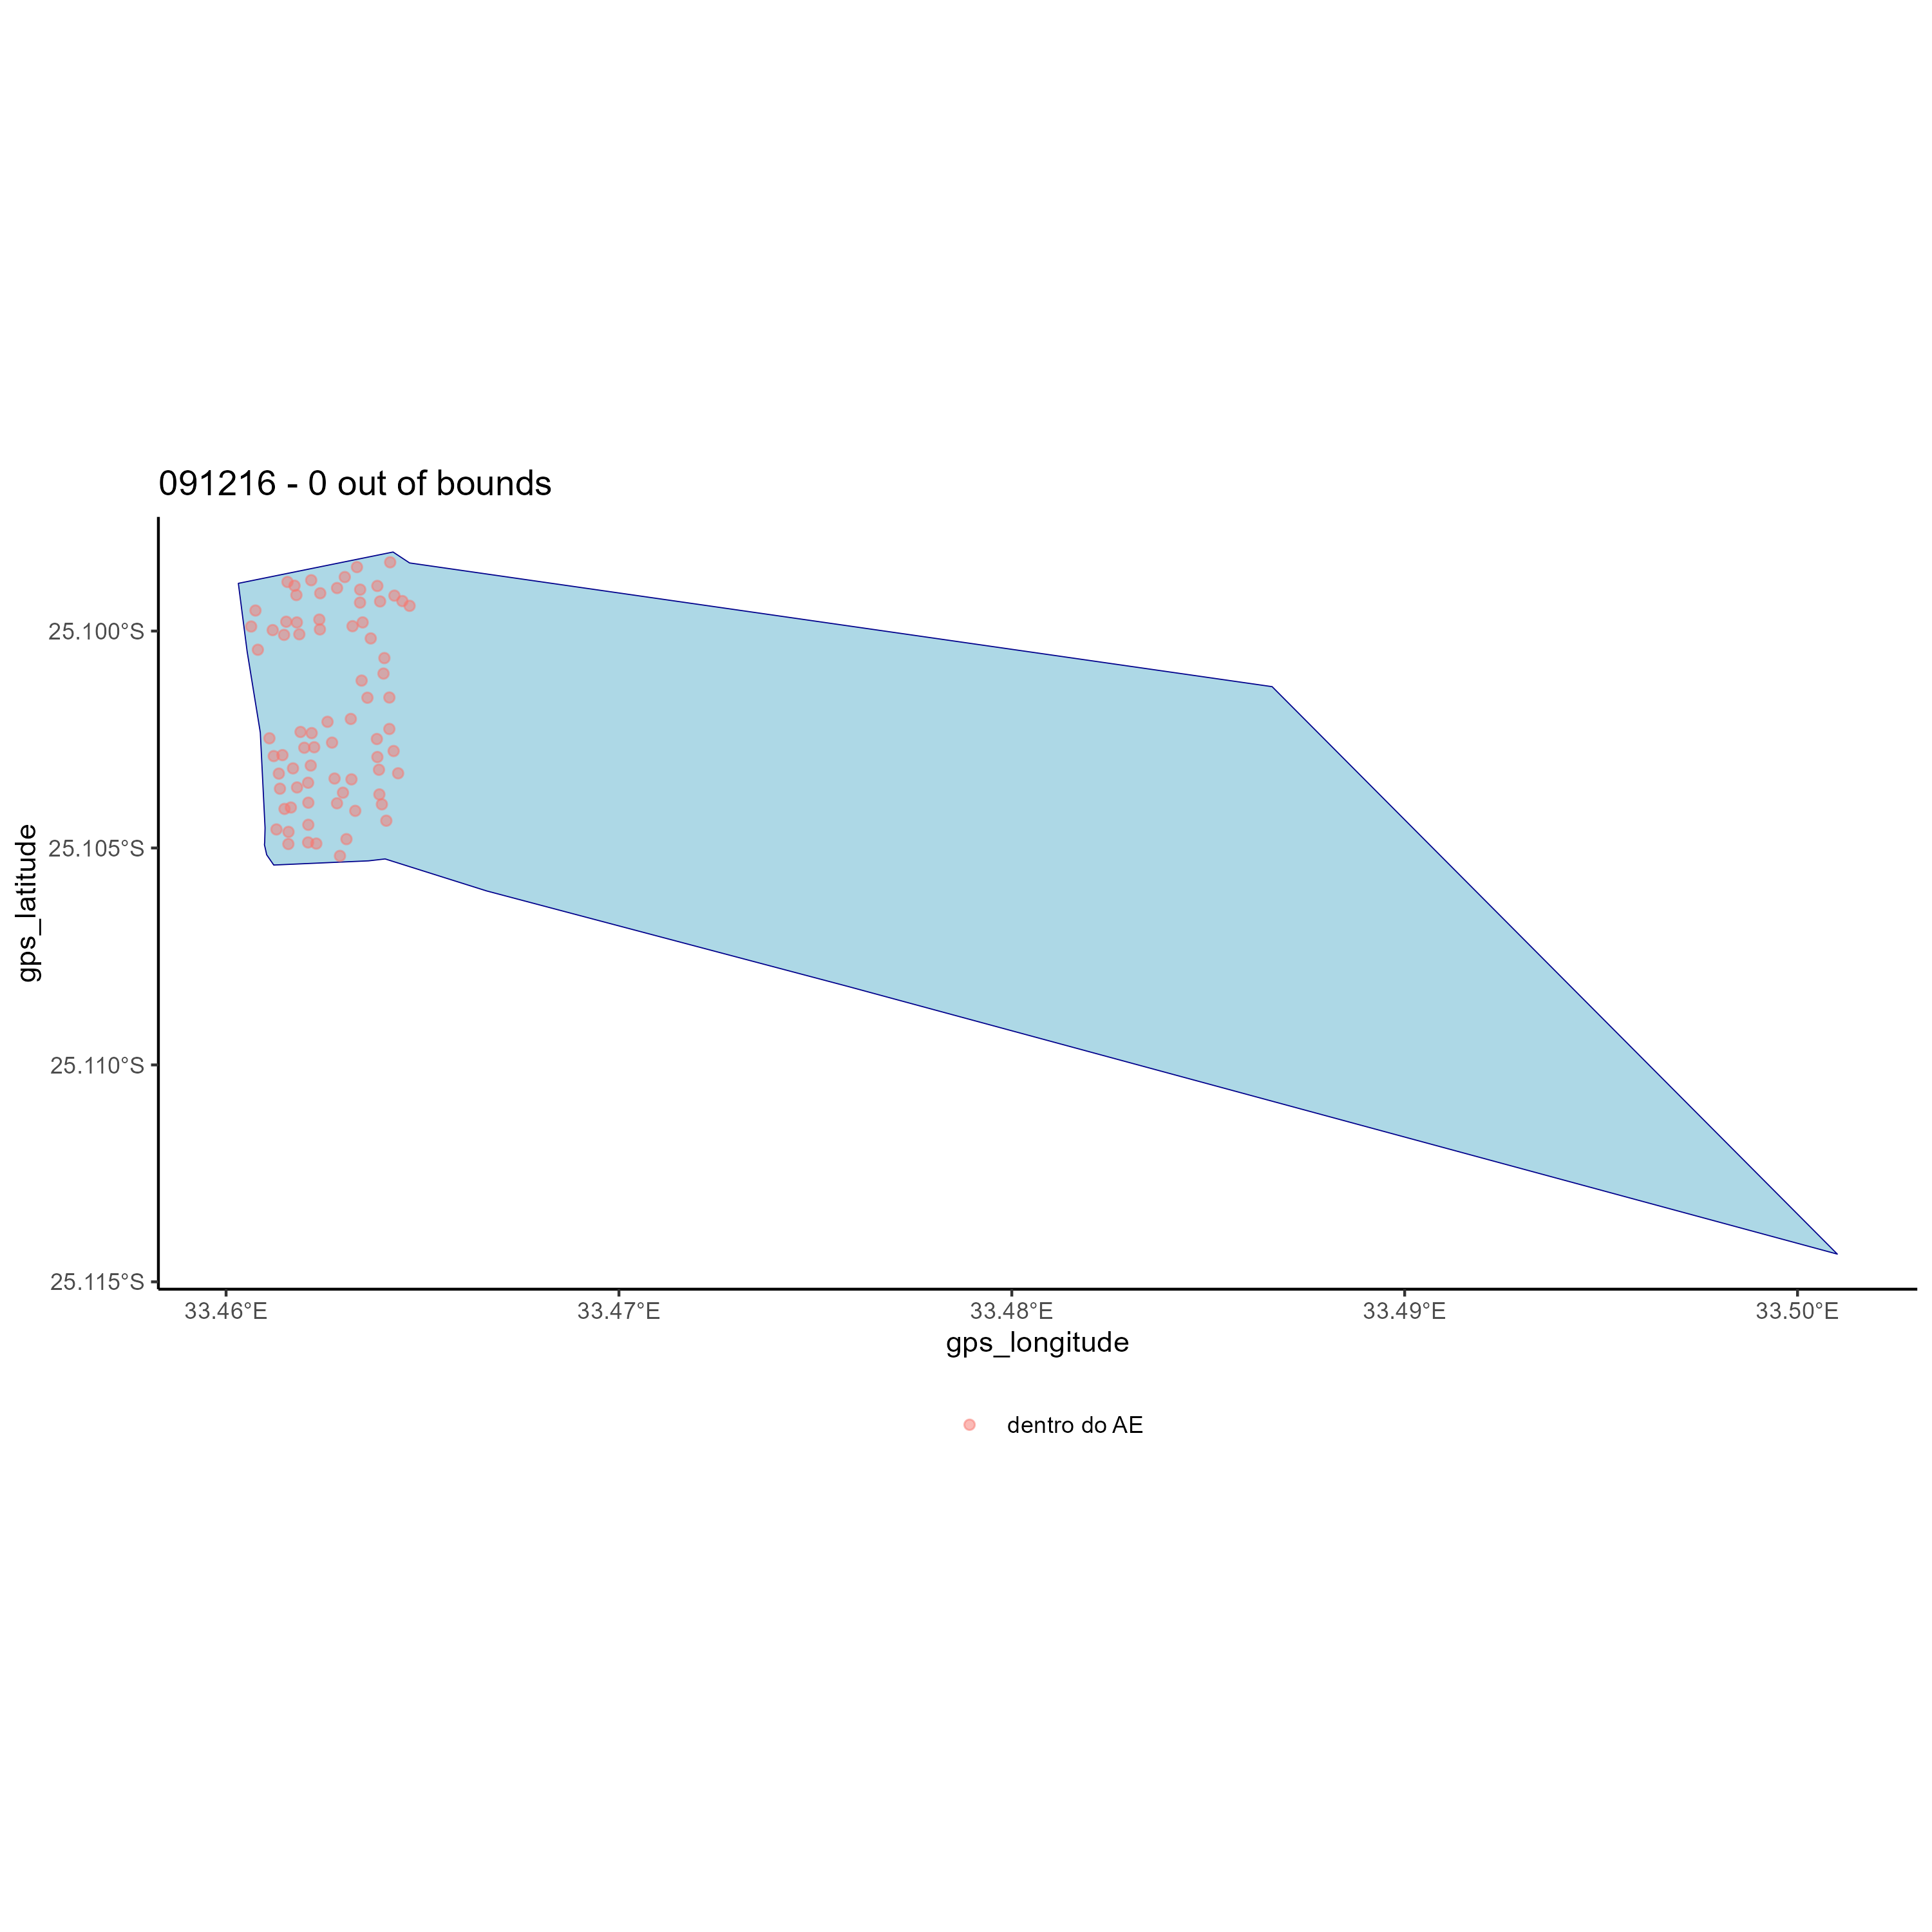 091216 - 0 out of bounds
25.100°S
25.105°S
25.110°S
25.115°S
gps_latitude
33.46°E
33.47°E
33.48°E
33.49°E
33.50°E
gps_longitude
dentro do AE